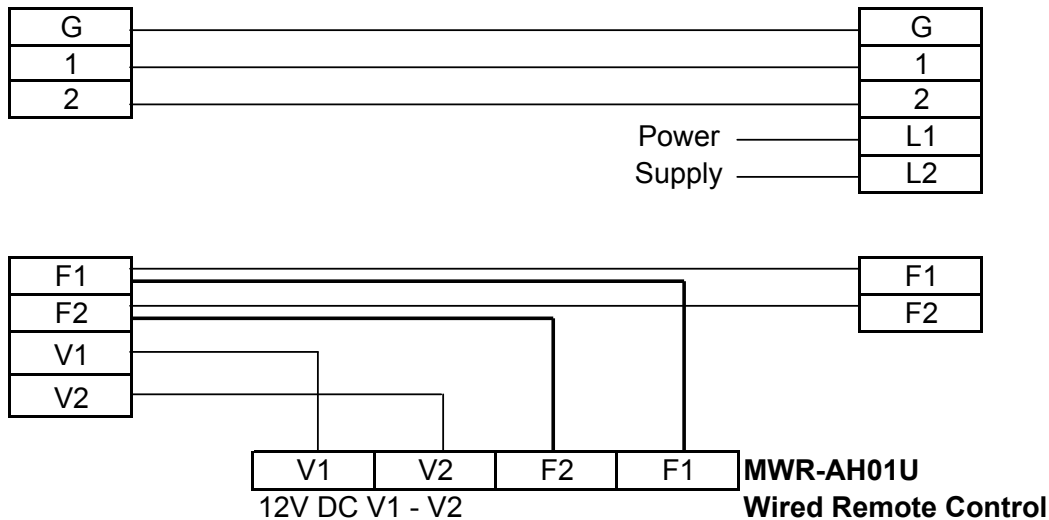 G G
1 1
2 2
Power L1
Supply L2
F1 F1
F2 F2
V1
V2
V1 V2 F2 F1 MWR-AH01U
12V DC V1 - V2 Wired Remote Control